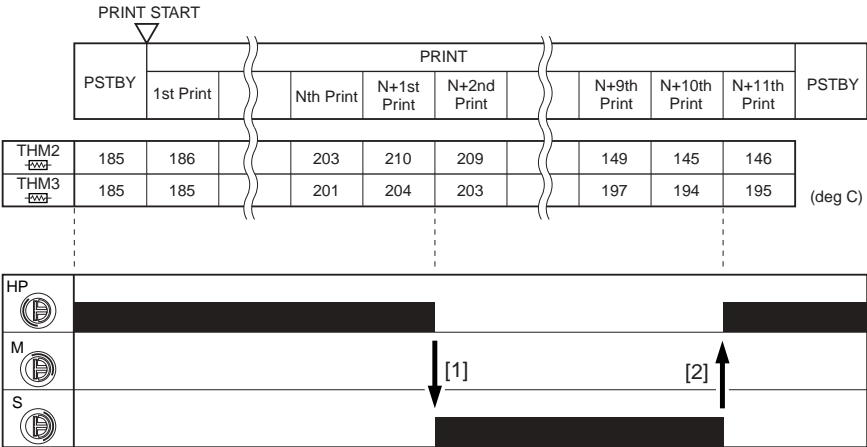 PRINT START
PRINT
PSTBY
1st Print
Nth Print
N+1st
Print
N+2nd
Print
N+9th
Print
N+10th
Print
N+11th
Print
PSTBY
THM2 185 186 203 210 209 149 145 146
THM3 185 185 201 204 203 197 194 195
(deg C)
HP
M
[1] [2]
S